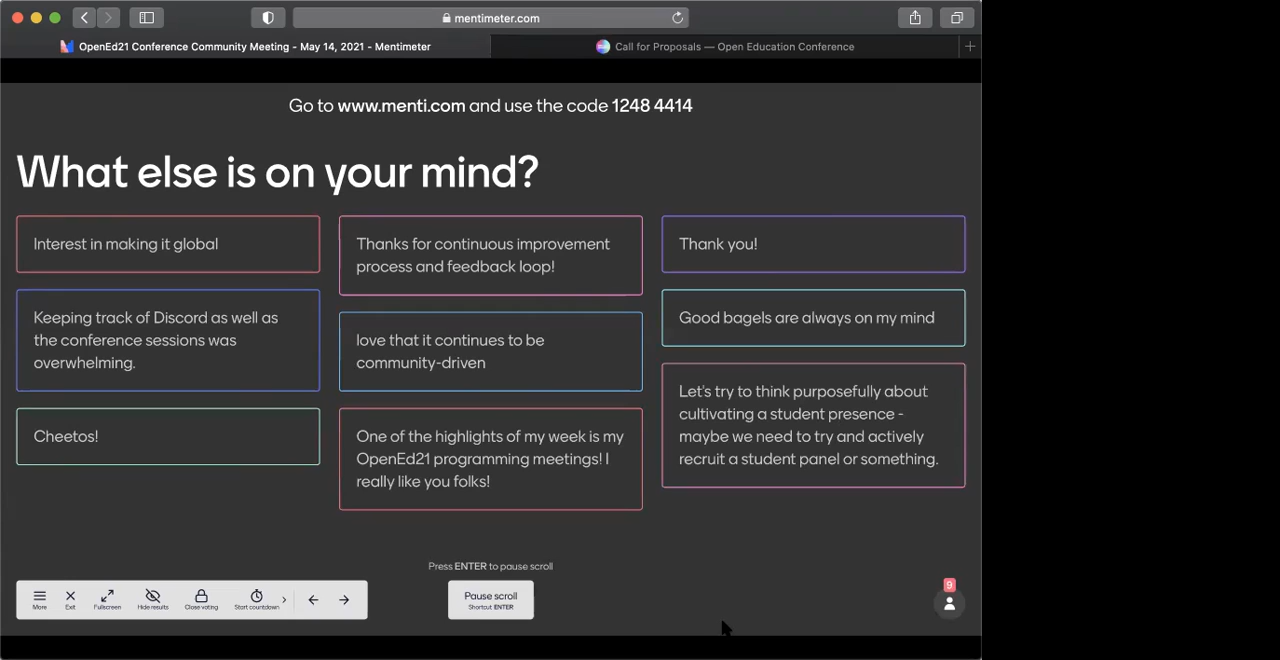 mentimeter.com
OpenEd21 Conference Community Meeting - May 14, 2021 - Mentimeter
Call for Proposals — Open Education Conference
Go to www.menti.com and use the code 1248 4414
What else is on your mind?
Interest in making it global
Keeping track of Discord as well as
the conference sessions was
overwhelming.
Cheetos!
Thanks for continuous improvement
process and feedback loop!
love that it continues to be
community-driven
One of the highlights of my week is my
OpenEd21 programming meetings! I
really like you folks!
Thank you!
Good bagels are always on my mind
Let's try to think purposefully about
cultivating a student presence -
maybe we need to try and actively
recruit a student panel or something.
Press ENTER to pause scroll
More
Exit
Fullscreen
Hide results
Close voting
Start countdown
Pause scroll
Shortcut ENTER
9